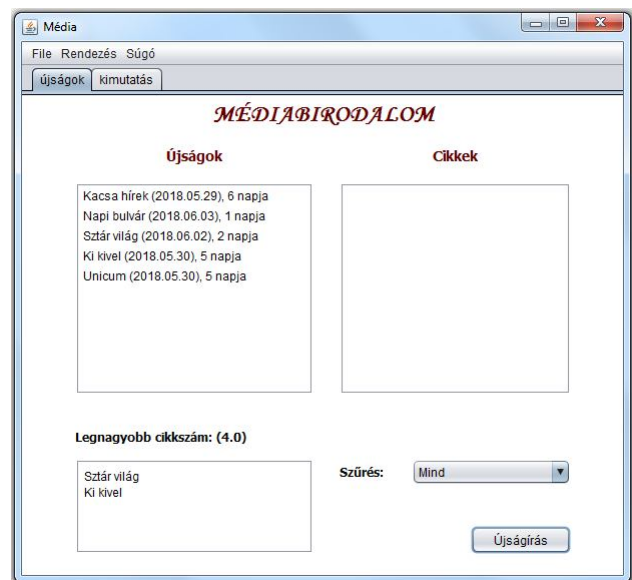 Média
File Rendezés Súgó
újságok kimutatás
MÉDIABIRODALOM
Újságok
Cikkek
Kacsa hírek (2018.05.29), 6 napja
Napi bulvár (2018.06.03), 1 napja
Sztár világ (2018.06.02), 2 napja
Ki kivel (2018.05.30), 5 napja
Unicum (2018.05.30), 5 napja
Legnagyobb cikkszám: (4.0)
Sztár világ
Ki kivel
Szűrés: Mind
Újságírás